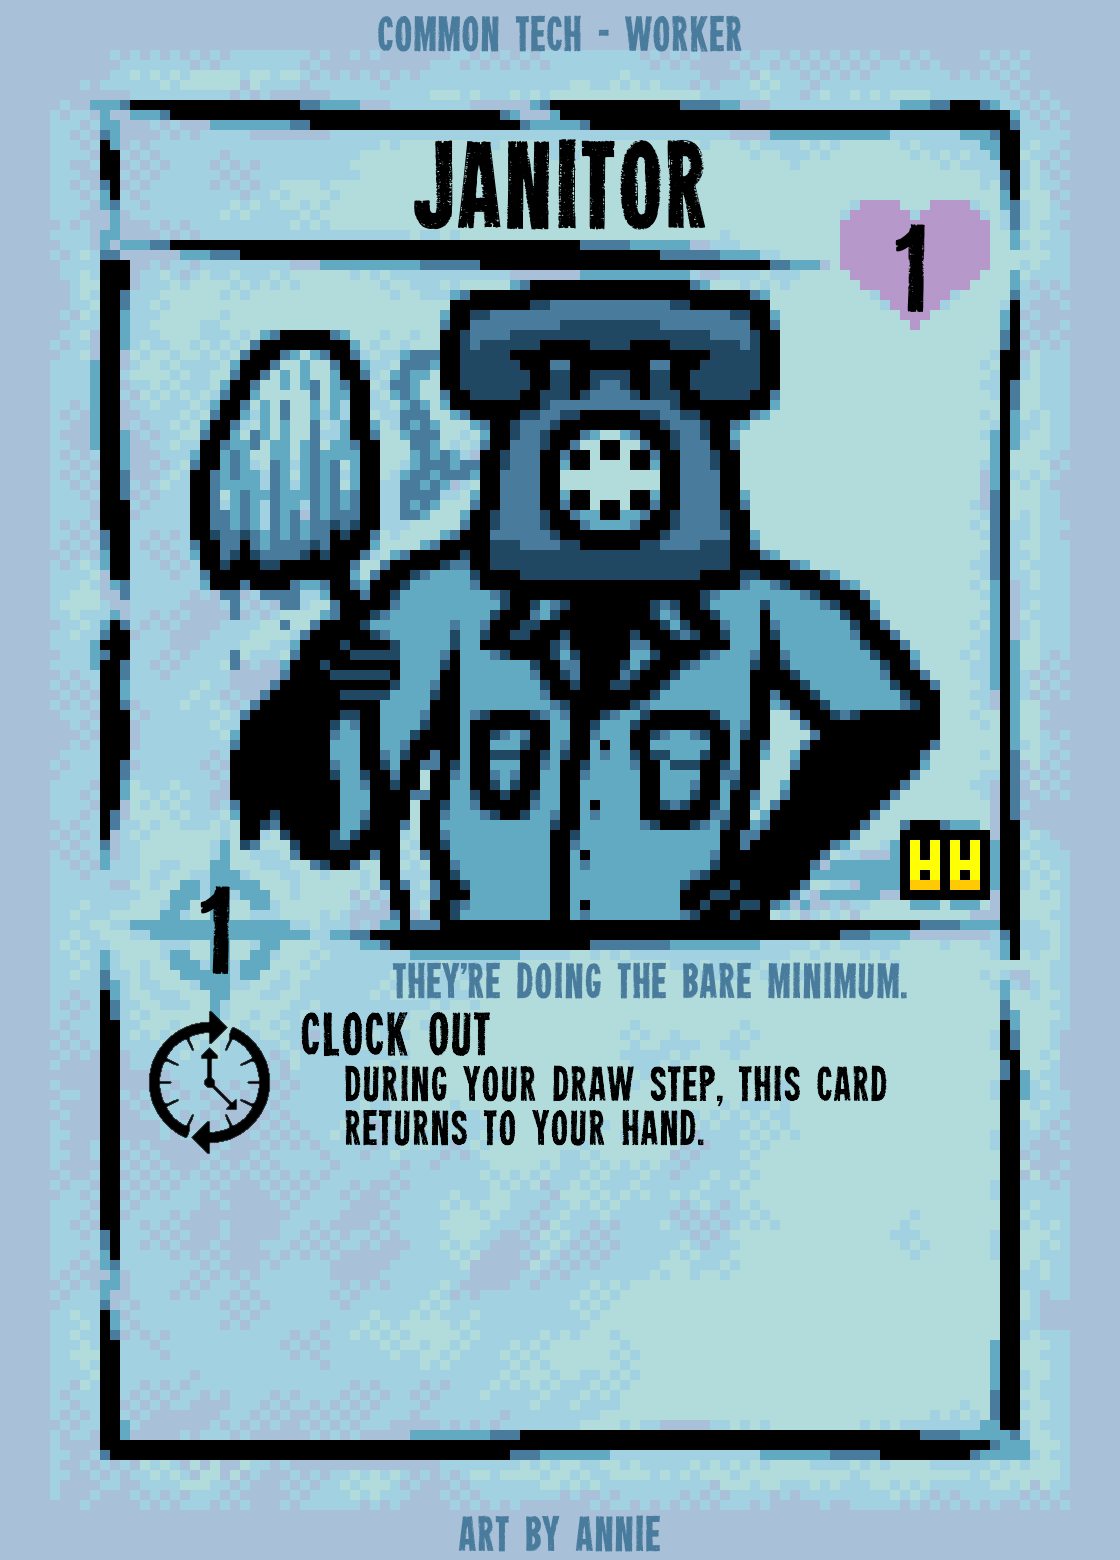 COMMON TECH - WORKER
JANITOR
1
1
THEY'RE DOING THE BARE MINIMUM.
CLOCK OUT
DURING YOUR DRAW STEP, THIS CARD
RETURNS TO YOUR HAND.
ART BY ANNIE